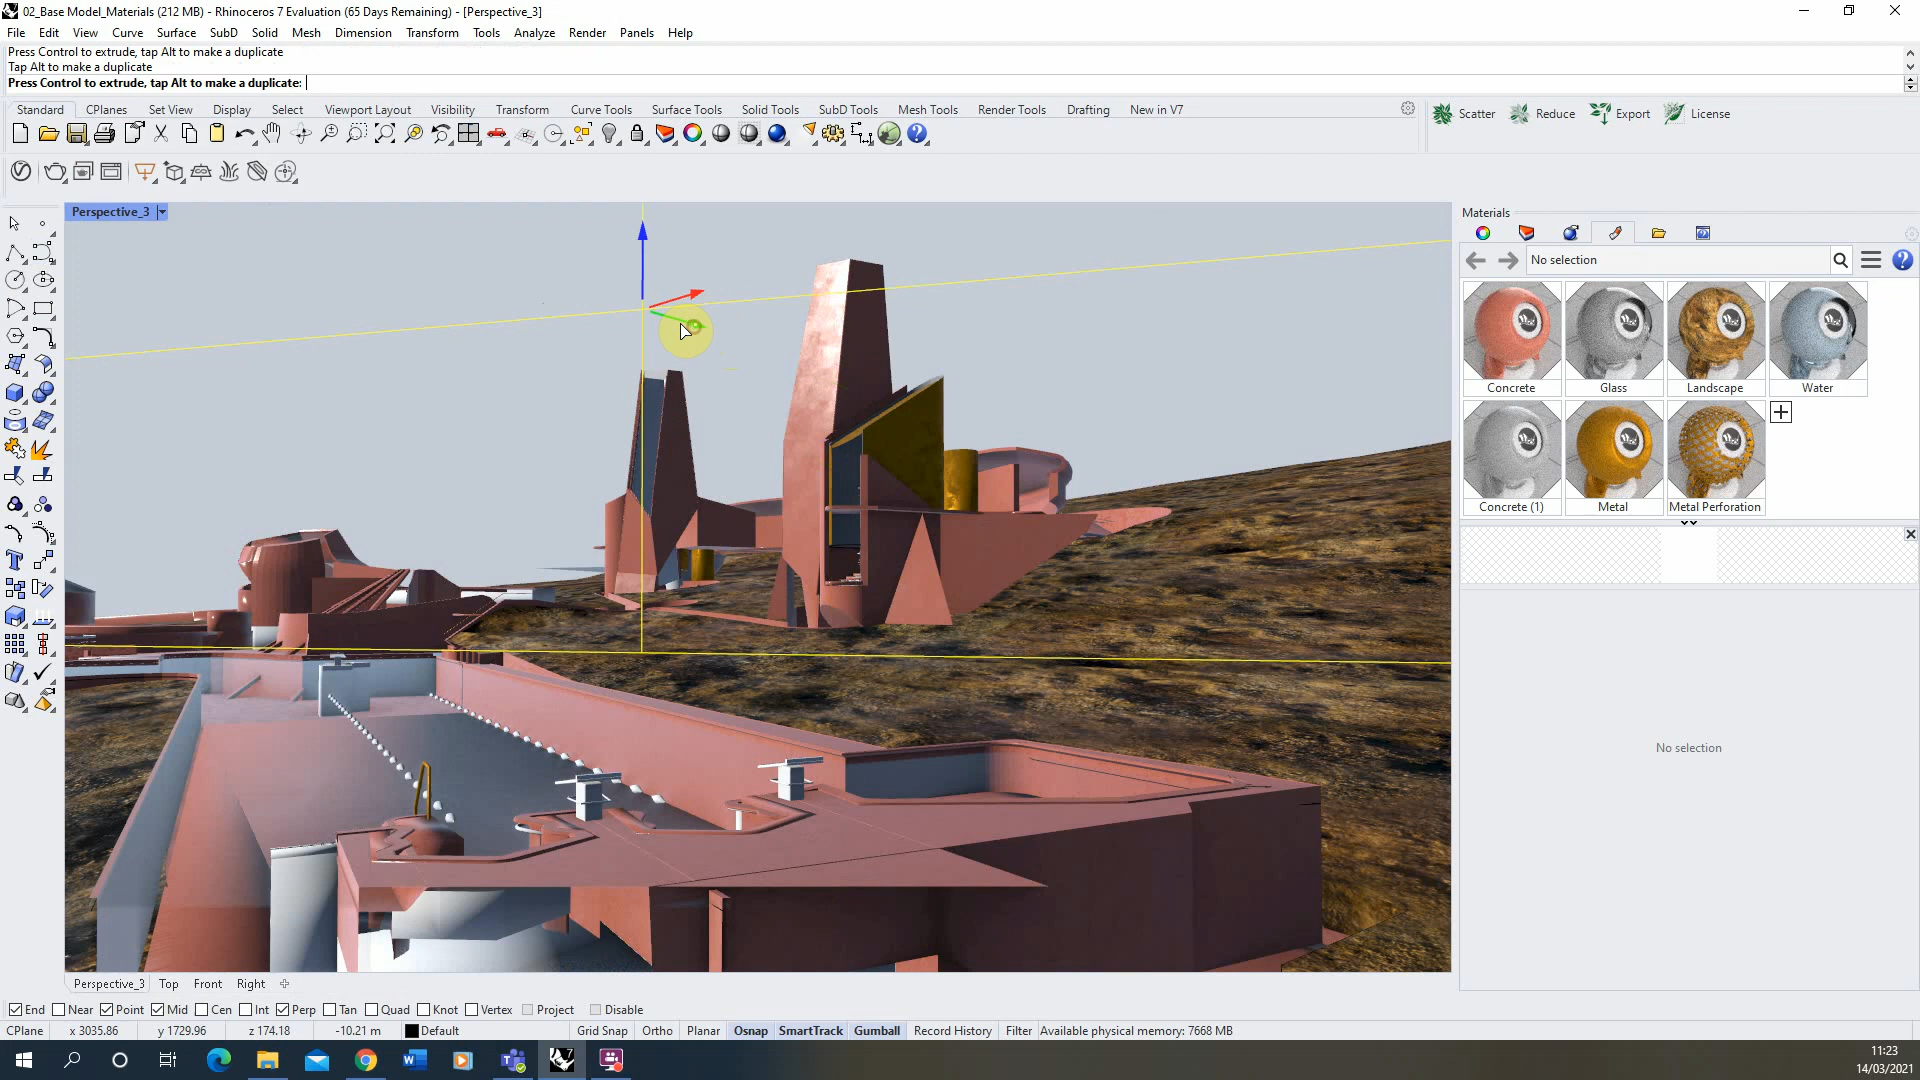 02_Base Model_Materials (212 MB) - Rhinoceros 7 Evaluation (65 Days Remaining) - [Perspective_3]
File Edit View Curve Surface SubD Solid Mesh Dimension Transform Tools Analyze Render Panels Help
Press Control to extrude, tap Alt to make a duplicate
Tap Alt to make a duplicate
Press Control to extrude, tap Alt to make a duplicate:
Standard CPlanes Set View Display Select Viewport Layout Visibility Transform Curve Tools Surface Tools Solid Tools SubD Tools Mesh Tools Render Tools Drafting New in V7
Scatter Reduce Export License
Perspective_3
Materials
No selection
Concrete Glass Landscape Water
Concrete (1) Metal Metal Perforation
No selection
Perspective_3 Top Front Right
End Near Point Mid Cen Int Perp Tan Quad Knot Vertex Project Disable
CPlane x 3035.86 y 1729.96 z 174.18 -10.21 m Default Grid Snap Ortho Planar Osnap SmartTrack Gumball Record History Filter Available physical memory: 7668 MB
11:23
14/03/2021